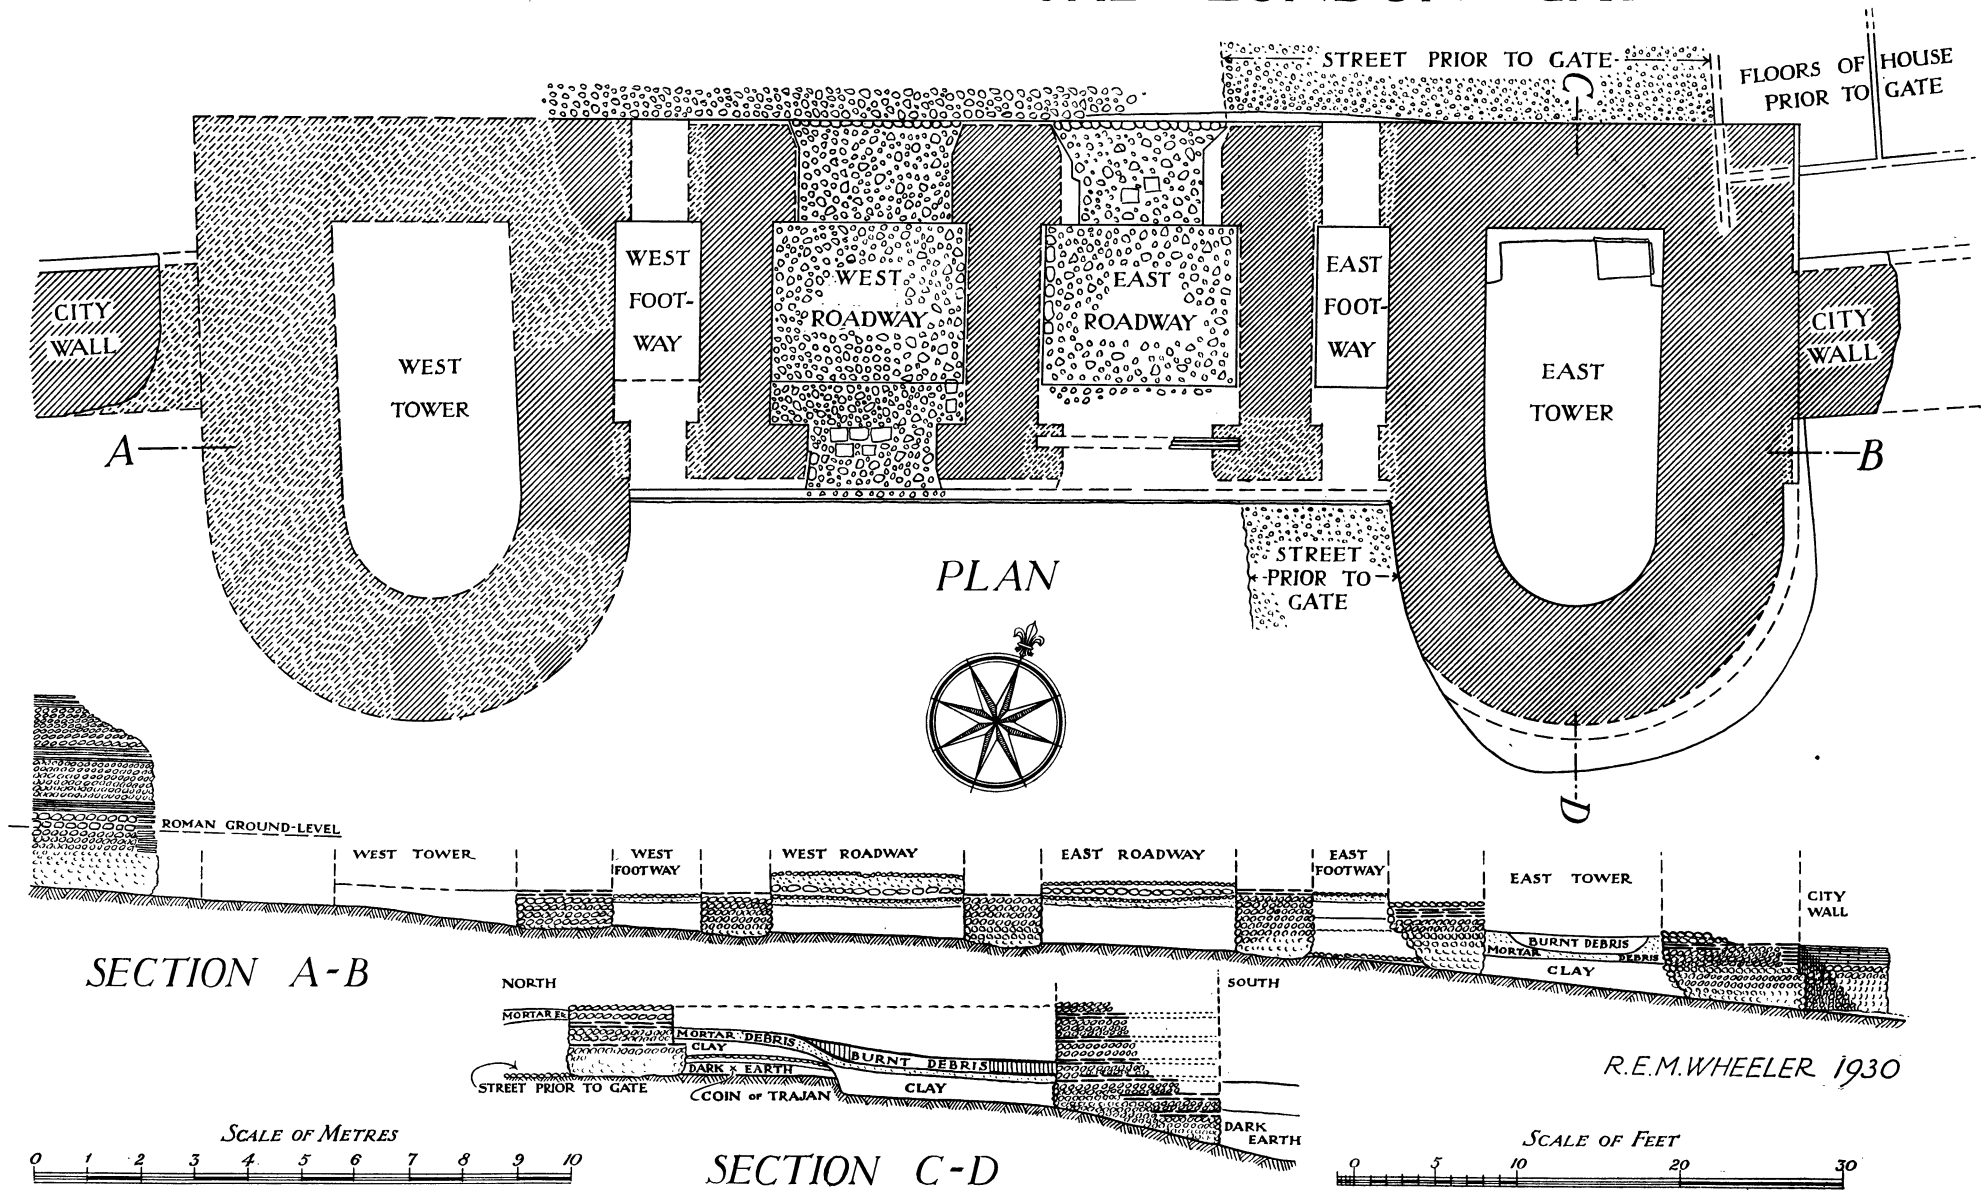 STREET PRIOR TO GATE
C
FLOORS OF HOUSE
PRIOR TO GATE
CITY
WALL
WEST
TOWER
WEST
FOOT-
WAY
WEST
ROADWAY
EAST
ROADWAY
EAST
FOOT-
WAY
EAST
TOWER
CITY
WALL
A
B
PLAN
STREET
PRIOR TO
GATE
D
ROMAN GROUND-LEVEL
WEST TOWER
WEST
FOOTWAY
WEST ROADWAY
EAST ROADWAY
EAST
FOOTWAY
EAST TOWER
CITY
WALL
BURNT DEBRIS
MORTAR DEBRIS
CLAY
SECTION A-B
NORTH
SOUTH
MORTAR
MORTAR DEBRIS
CLAY
BURNT DEBRIS
DARK EARTH
CLAY
STREET PRIOR TO GATE
COIN OF TRAJAN
DARK
EARTH
R.E.M. WHEELER 1930
SCALE OF METRES
0 1 2 3 4 5 6 7 8 9 10
SECTION C-D
SCALE OF FEET
0 5 10 20 30